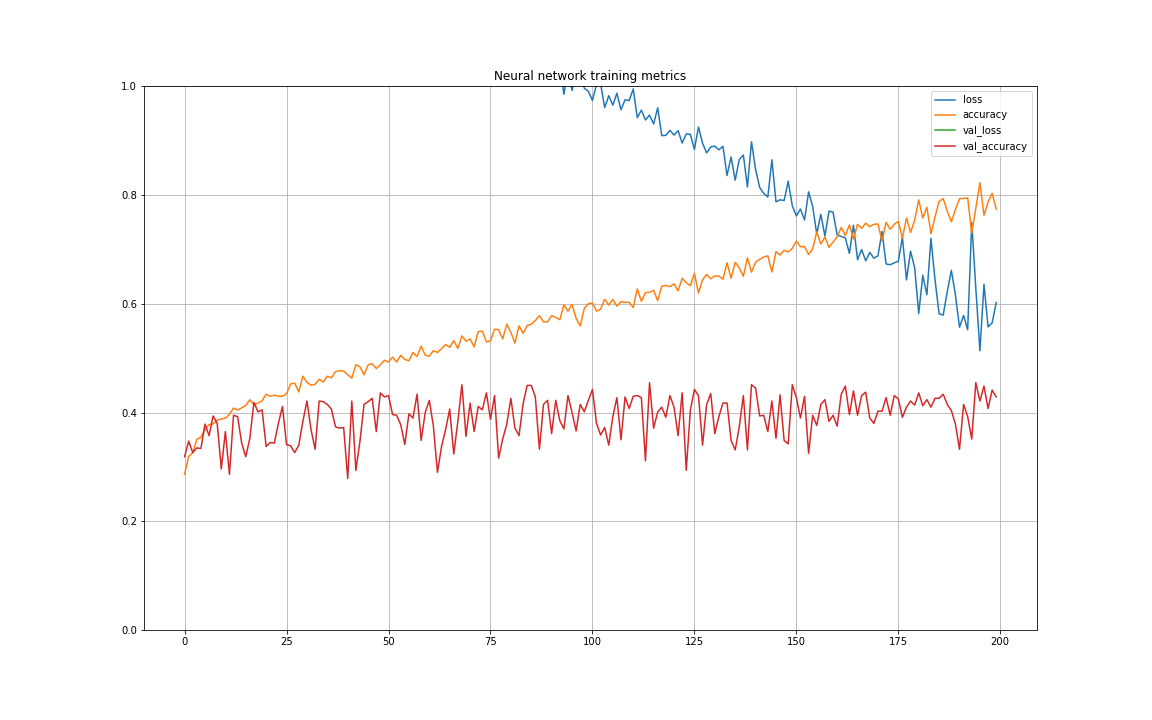 Neural network training metrics
1.0
loss
accuracy
val_loss
val_accuracy
0.8
0.6
0.4
0.2
0.0
0 25 50 75 100 125 150 175 200